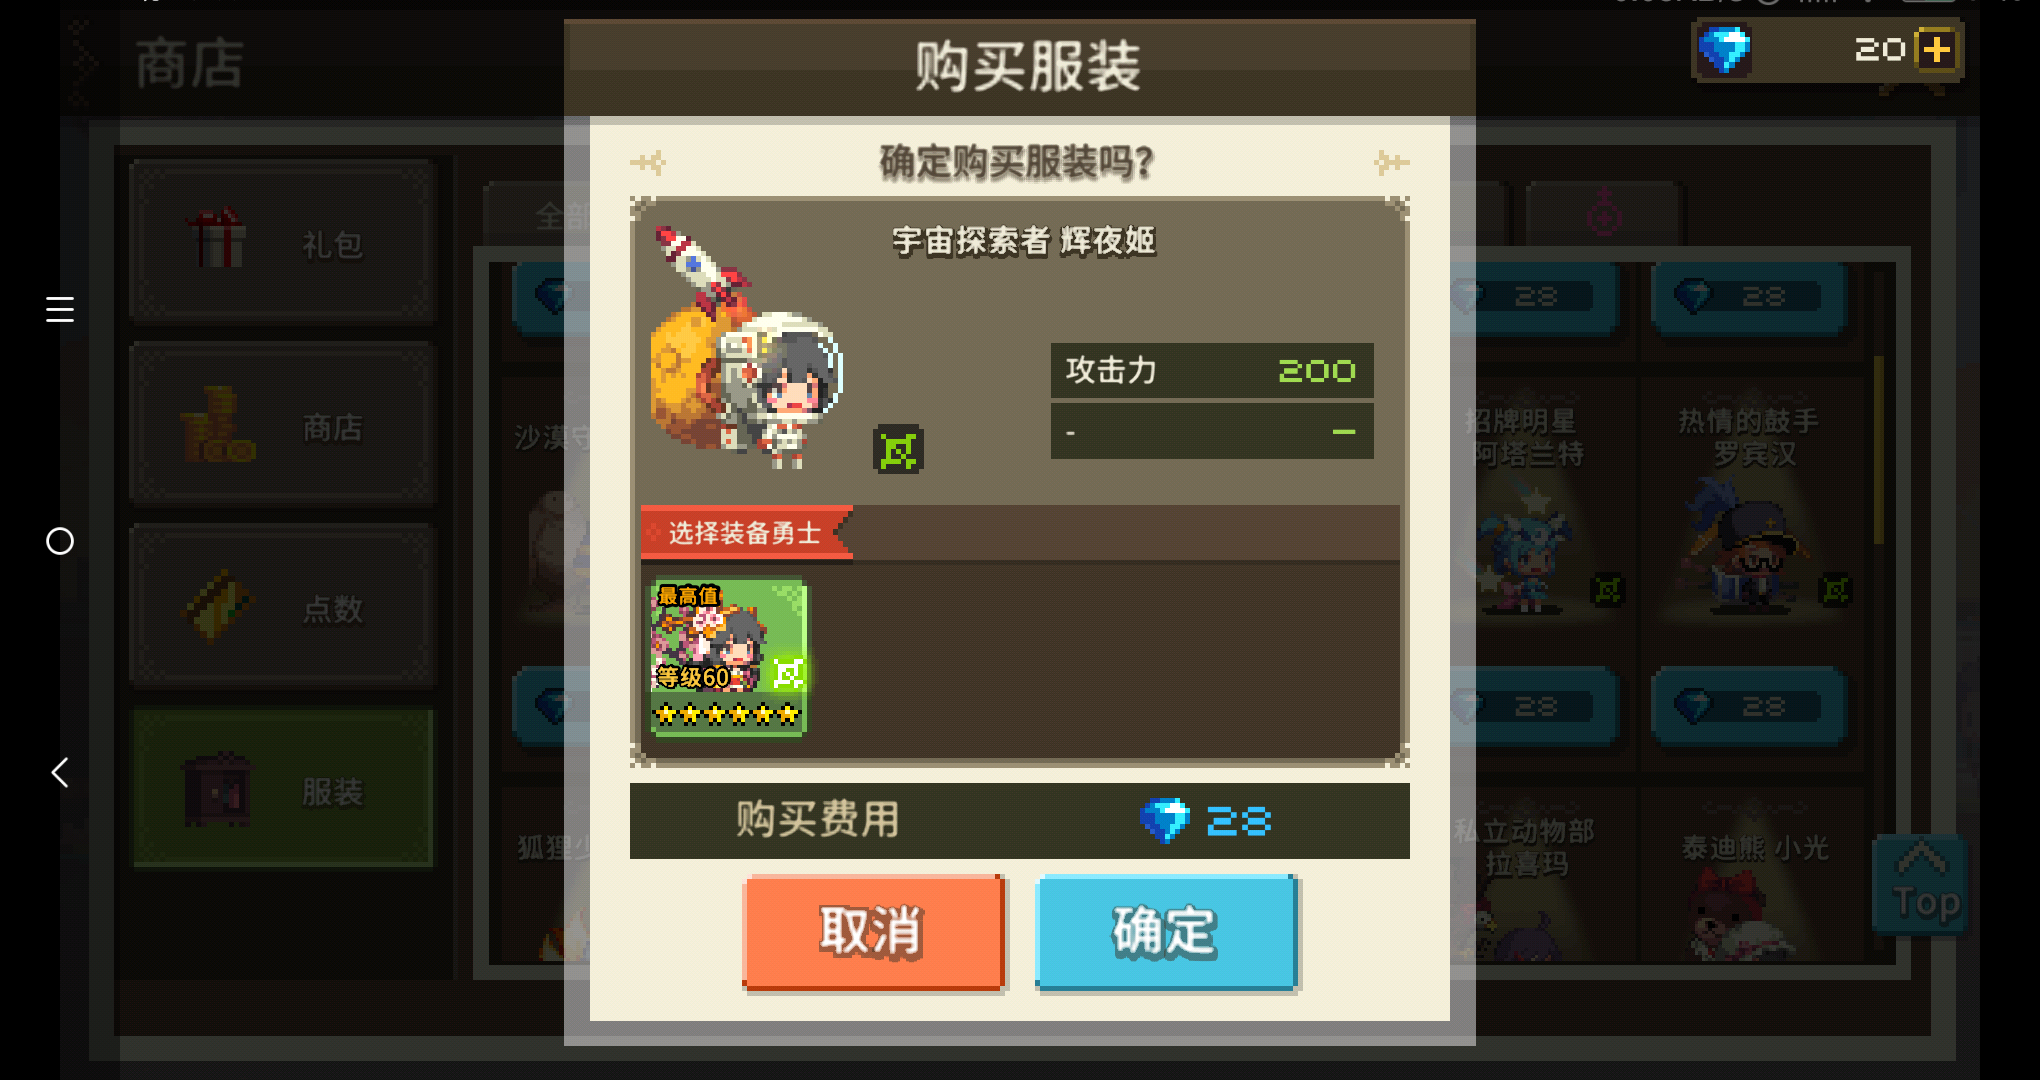 商店
购买服装
20
确定购买服装吗?
礼包
商店
点数
服装
全部
宇宙探索者 辉夜姬
攻击力 200
- –
选择装备勇士
最高值
等级60
购买费用 28
取消
确定
28
28
招牌明星
阿塔兰特
热情的鼓手
罗宾汉
28
28
私立动物部
拉喜玛
泰迪熊 小光
Top